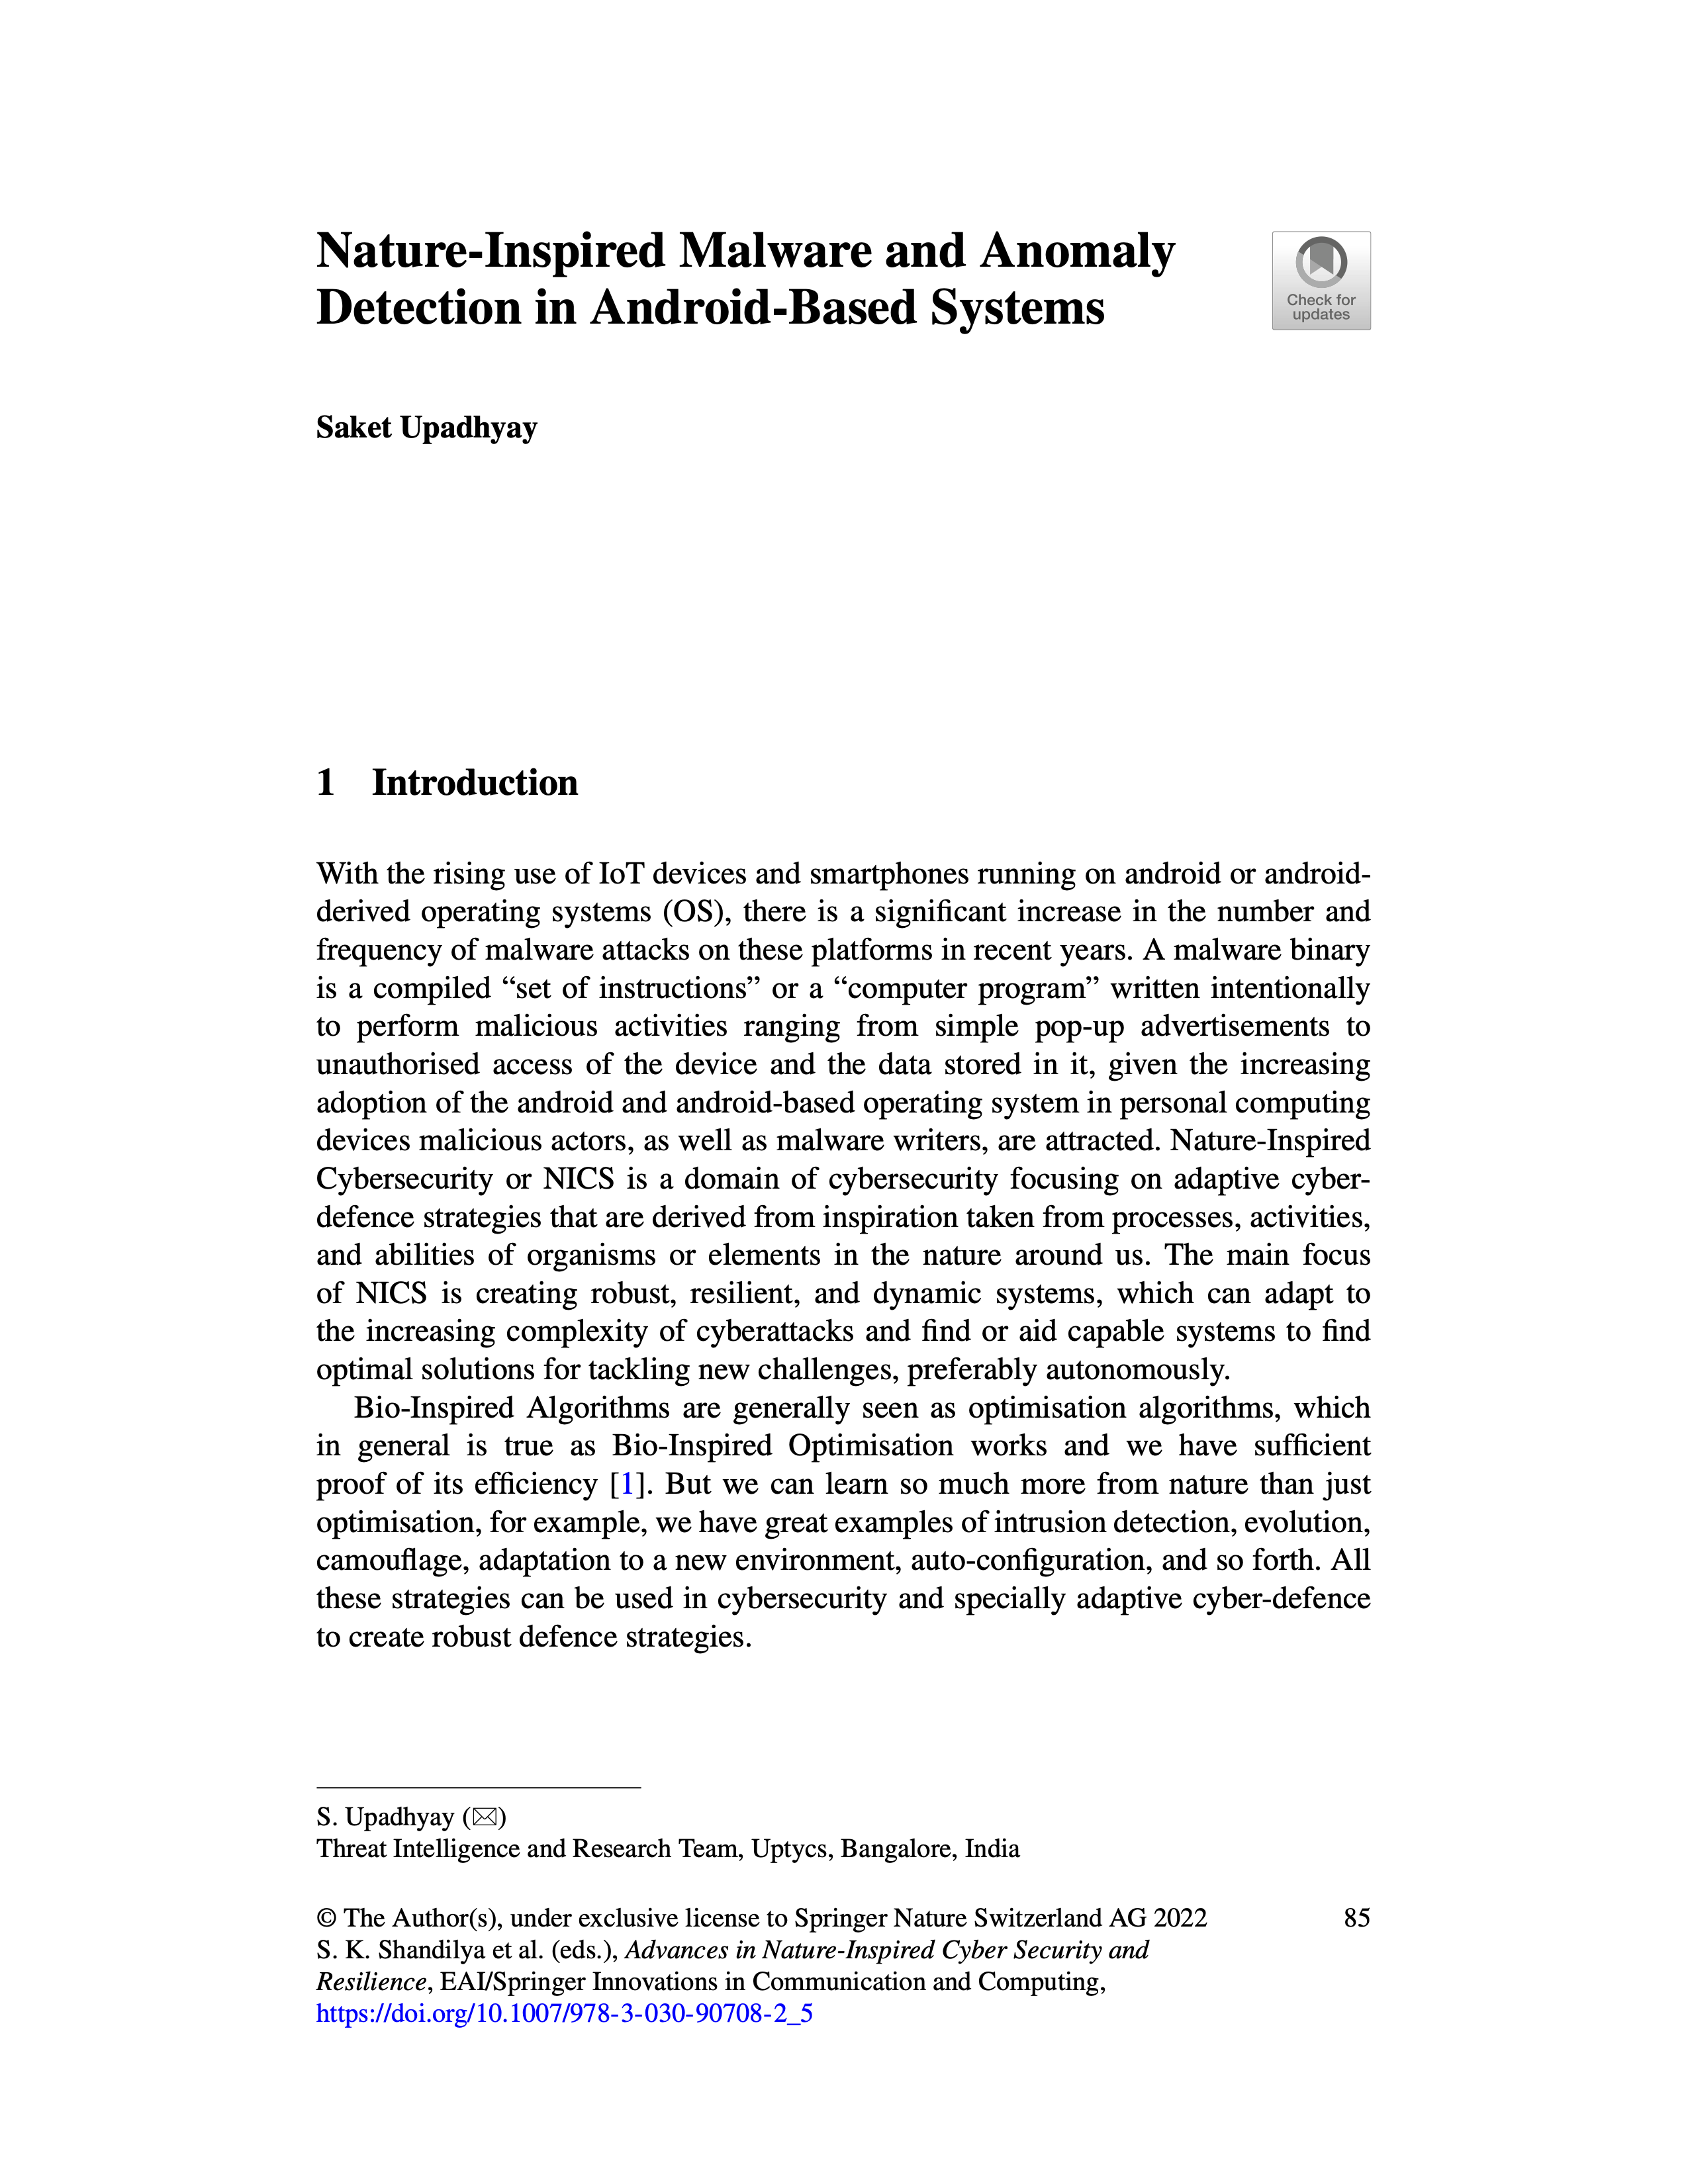 Nature-Inspired Malware and Anomaly
Detection in Android-Based Systems
Check for
updates
Saket Upadhyay
1 Introduction
With the rising use of IoT devices and smartphones running on android or android-
derived operating systems (OS), there is a significant increase in the number and
frequency of malware attacks on these platforms in recent years. A malware binary
is a compiled “set of instructions” or a “computer program” written intentionally
to perform malicious activities ranging from simple pop-up advertisements to
unauthorised access of the device and the data stored in it, given the increasing
adoption of the android and android-based operating system in personal computing
devices malicious actors, as well as malware writers, are attracted. Nature-Inspired
Cybersecurity or NICS is a domain of cybersecurity focusing on adaptive cyber-
defence strategies that are derived from inspiration taken from processes, activities,
and abilities of organisms or elements in the nature around us. The main focus
of NICS is creating robust, resilient, and dynamic systems, which can adapt to
the increasing complexity of cyberattacks and find or aid capable systems to find
optimal solutions for tackling new challenges, preferably autonomously.
Bio-Inspired Algorithms are generally seen as optimisation algorithms, which
in general is true as Bio-Inspired Optimisation works and we have sufficient
proof of its efficiency [1]. But we can learn so much more from nature than just
optimisation, for example, we have great examples of intrusion detection, evolution,
camouflage, adaptation to a new environment, auto-configuration, and so forth. All
these strategies can be used in cybersecurity and specially adaptive cyber-defence
to create robust defence strategies.
S. Upadhyay (✉)
Threat Intelligence and Research Team, Uptycs, Bangalore, India
© The Author(s), under exclusive license to Springer Nature Switzerland AG 2022 85
S. K. Shandilya et al. (eds.), Advances in Nature-Inspired Cyber Security and
Resilience, EAI/Springer Innovations in Communication and Computing,
https://doi.org/10.1007/978-3-030-90708-2_5